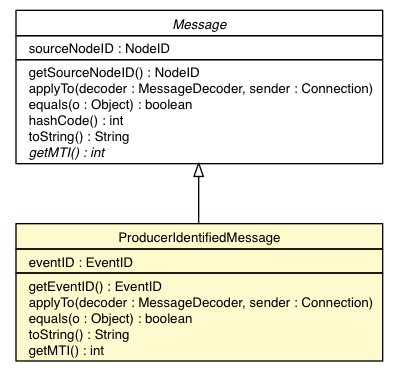 Message
sourceNodeID : NodeID
getSourceNodeID() : NodeID
applyTo(decoder : MessageDecoder, sender : Connection)
equals(o : Object) : boolean
hashCode() : int
toString() : String
getMTI() : int
ProducerIdentifiedMessage
eventID : EventID
getEventID() : EventID
applyTo(decoder : MessageDecoder, sender : Connection)
equals(o : Object) : boolean
toString() : String
getMTI() : int